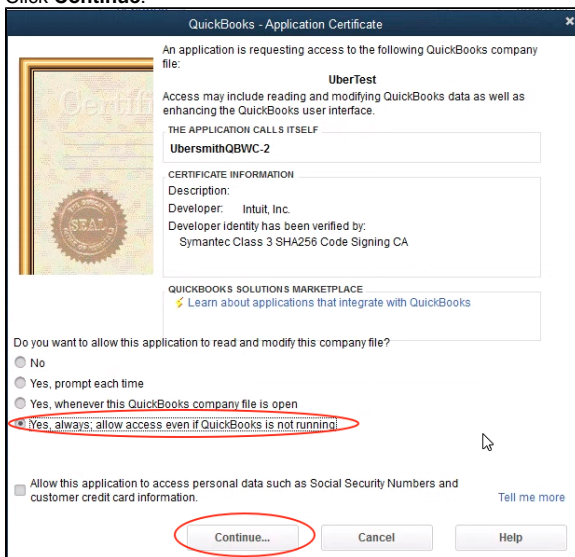 Click Continue.
QuickBooks - Application Certificate
An application is requesting access to the following QuickBooks company
file:
UberTest
Access may include reading and modifying QuickBooks data as well as
enhancing the QuickBooks user interface.
THE APPLICATION CALLS ITSELF
UbersmithQBWC-2
CERTIFICATE INFORMATION
Description:
Developer: Intuit, Inc.
Developer identity has been verified by:
Symantec Class 3 SHA256 Code Signing CA
SEAL
QUICKBOOKS SOLUTIONS MARKETPLACE
Learn about applications that integrate with QuickBooks
Do you want to allow this application to read and modify this company file?
No
Yes, prompt each time
Yes, whenever this QuickBooks company file is open
Yes, always; allow access even if QuickBooks is not running
Allow this application to access personal data such as Social Security Numbers and
customer credit card information.
Tell me more
Continue...
Cancel
Help